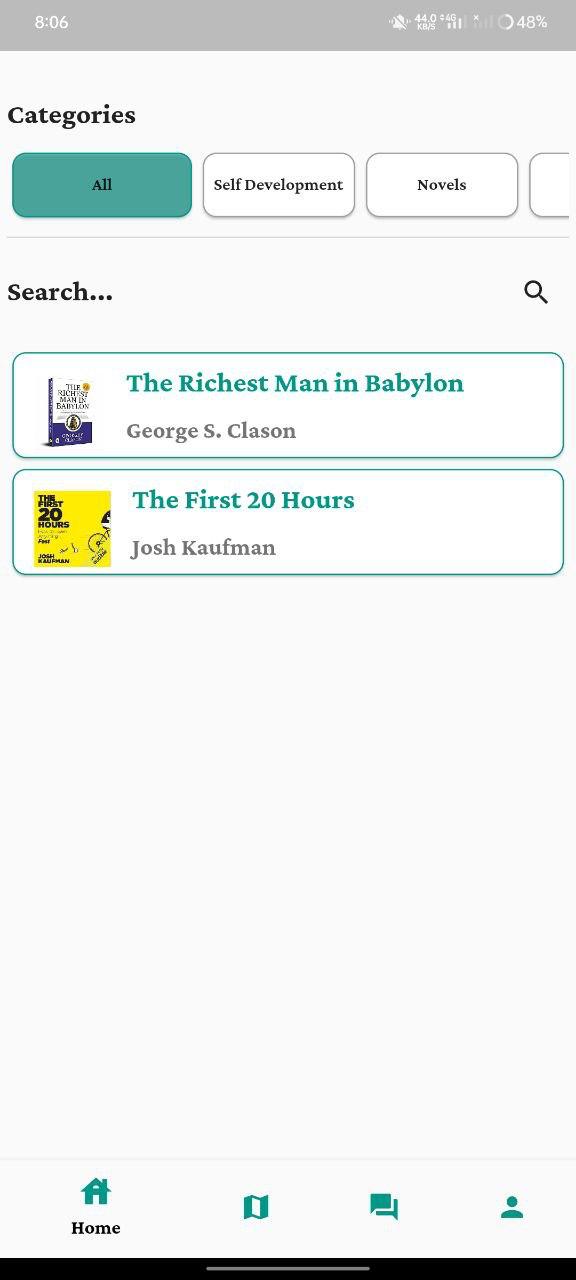 8:06
44.0
KB/S
4G
48%
Categories
All
Self Development
Novels
Search...
THE
RICHEST
MAN IN
BABYLON
The Richest Man in Babylon
George S. Clason
THE
FIRST
20
HOURS
Fast
JOSH
KAUFMAN
The First 20 Hours
Josh Kaufman
Home